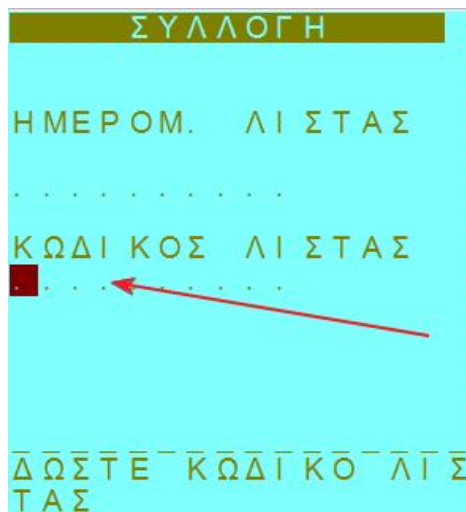 ΣΥΛΛΟΓΗ
ΗΜΕΡΟΜ. ΛΙΣΤΑΣ
. . . . . . . . . .
ΚΩΔΙΚΟΣ ΛΙΣΤΑΣ
. . . . . . . . . .
ΔΩΣΤΕ ΚΩΔΙΚΟ ΛΙΣ
ΤΑΣ